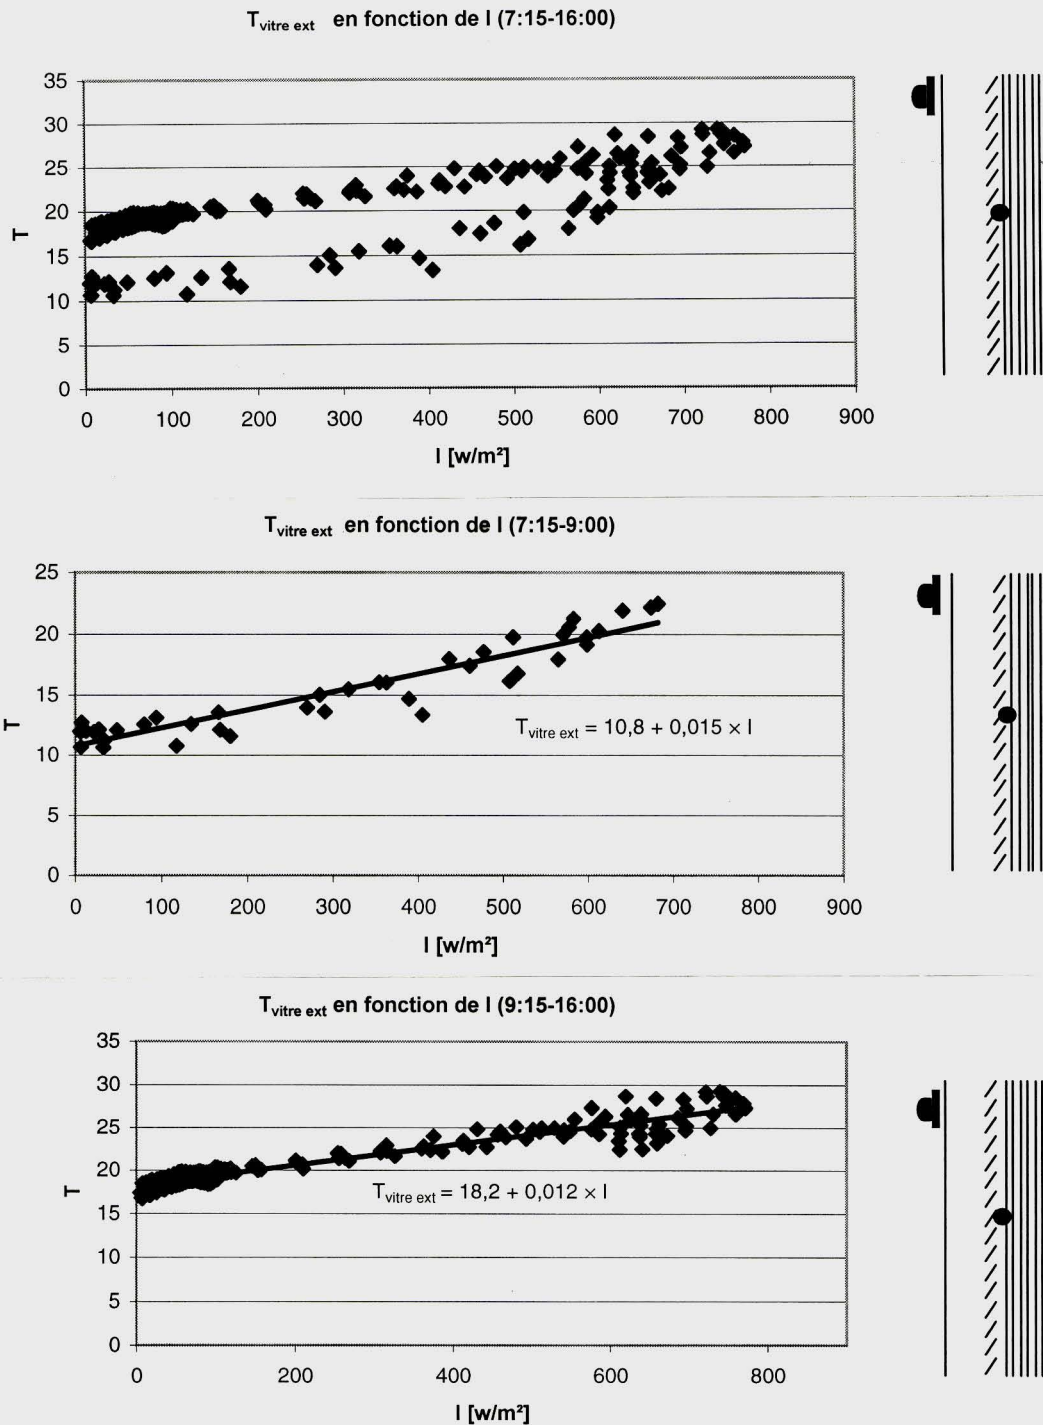 Tvitre ext en fonction de I (7:15-16:00)
35
30
25
20
15
10
5
0
T
0 100 200 300 400 500 600 700 800 900
I [w/m²]
Tvitre ext en fonction de I (7:15-9:00)
25
20
15
10
5
0
T
Tvitre ext = 10,8 + 0,015 × I
0 100 200 300 400 500 600 700 800 900
I [w/m²]
Tvitre ext en fonction de I (9:15-16:00)
35
30
25
20
15
10
5
0
T
Tvitre ext = 18,2 + 0,012 × I
0 200 400 600 800
I [w/m²]